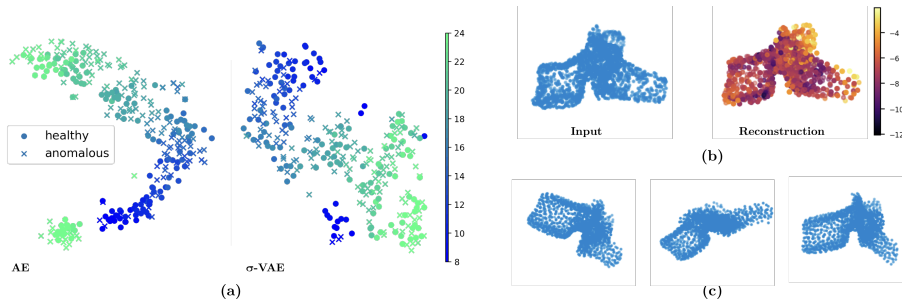 healthy
anomalous
AE
σ-VAE
24
22
20
18
16
14
12
10
8
(a)
Input
Reconstruction
−4
−6
−8
−10
−12
(b)
(c)